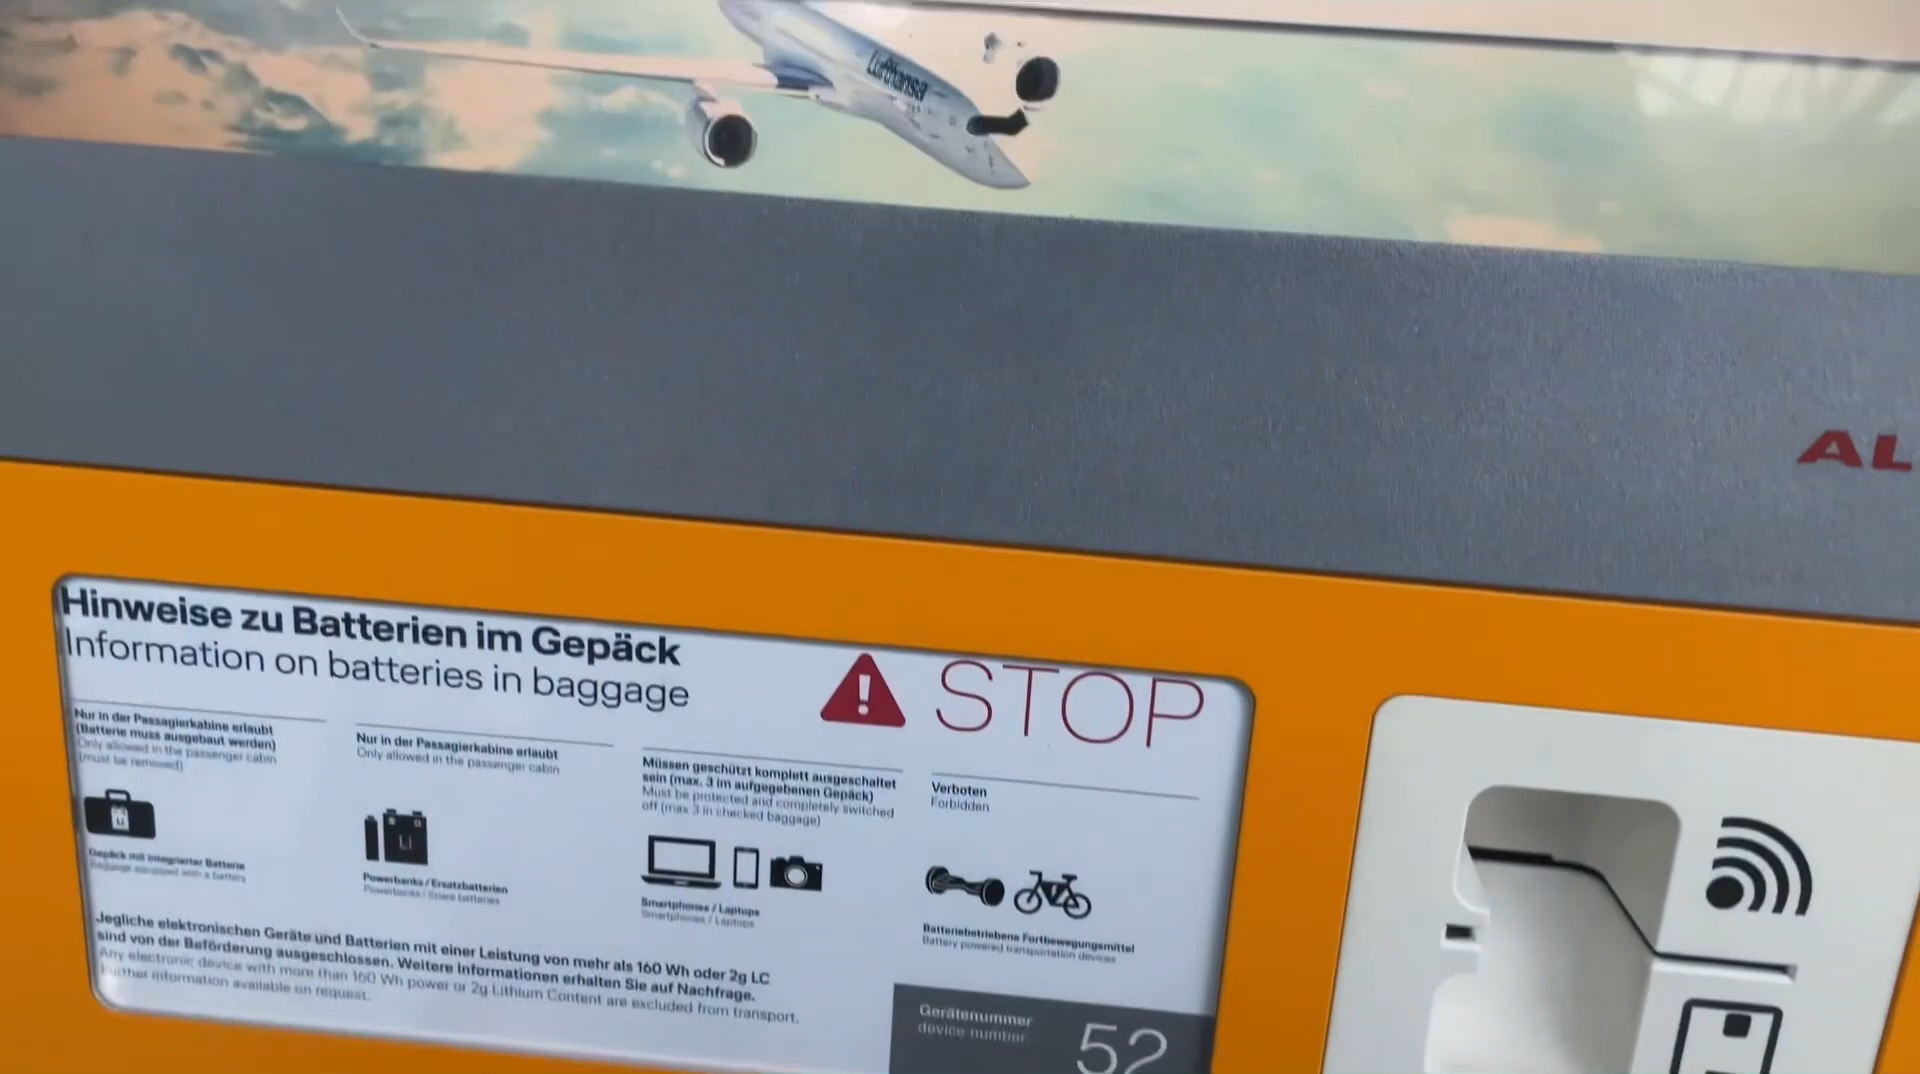 Lufthansa
AL
Hinweise zu Batterien im Gepäck
Information on batteries in baggage
STOP
Nur in der Passagierkabine erlaubt
(Batterie muss ausgebaut werden)
Only allowed in the passenger cabin
(must be removed)
Li
Gepäck mit integrierter Batterie
Baggage equipped with a battery
Nur in der Passagierkabine erlaubt
Only allowed in the passenger cabin
Li
Powerbanks / Ersatzbatterien
Powerbanks / Spare batteries
Müssen geschützt komplett ausgeschaltet
sein (max. 3 im aufgegebenen Gepäck)
Must be protected and completely switched
off (max 3 in checked baggage)
Smartphones / Laptops
Smartphones / Laptops
Verboten
Forbidden
Batteriebetriebene Fortbewegungsmittel
Battery powered transportation devices
Jegliche elektronischen Geräte und Batterien mit einer Leistung von mehr als 160 Wh oder 2g LC
sind von der Beförderung ausgeschlossen. Weitere Informationen erhalten Sie auf Nachfrage.
Any electronic device with more than 160 Wh power or 2g Lithium Content are excluded from transport.
Further information available on request.
Gerätenummer
device number:
52